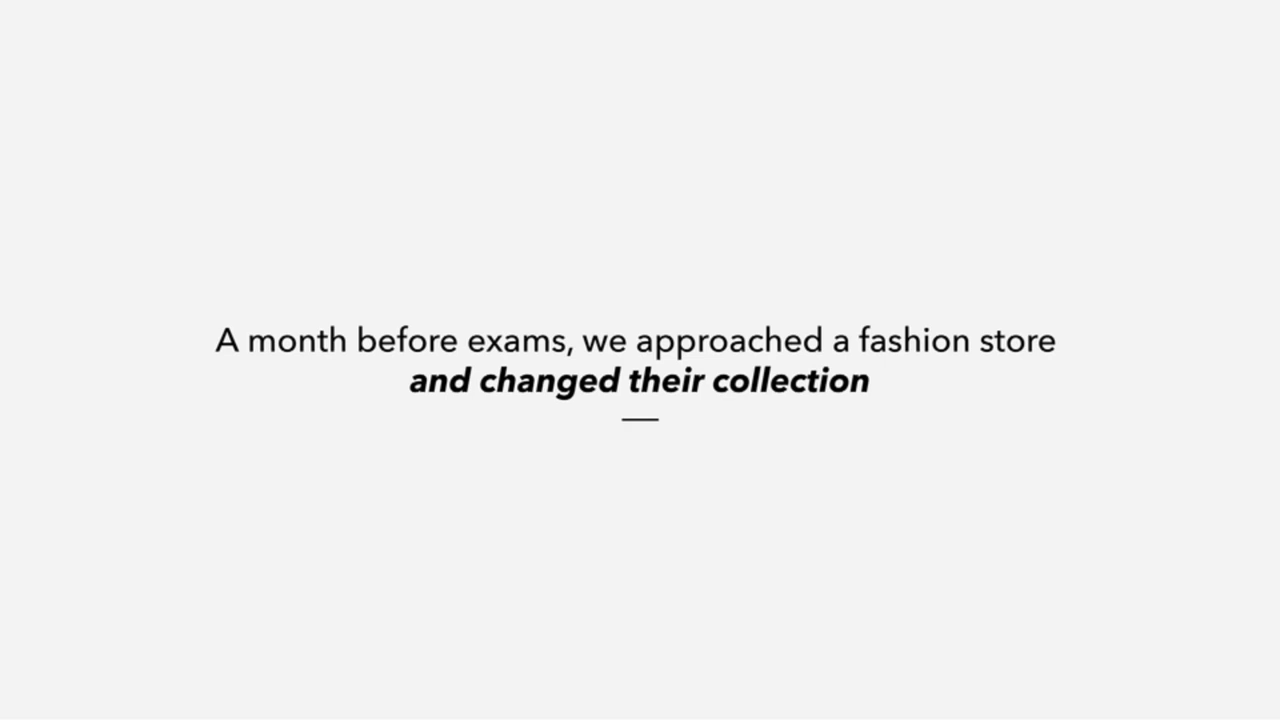 A month before exams, we approached a fashion store
and changed their collection